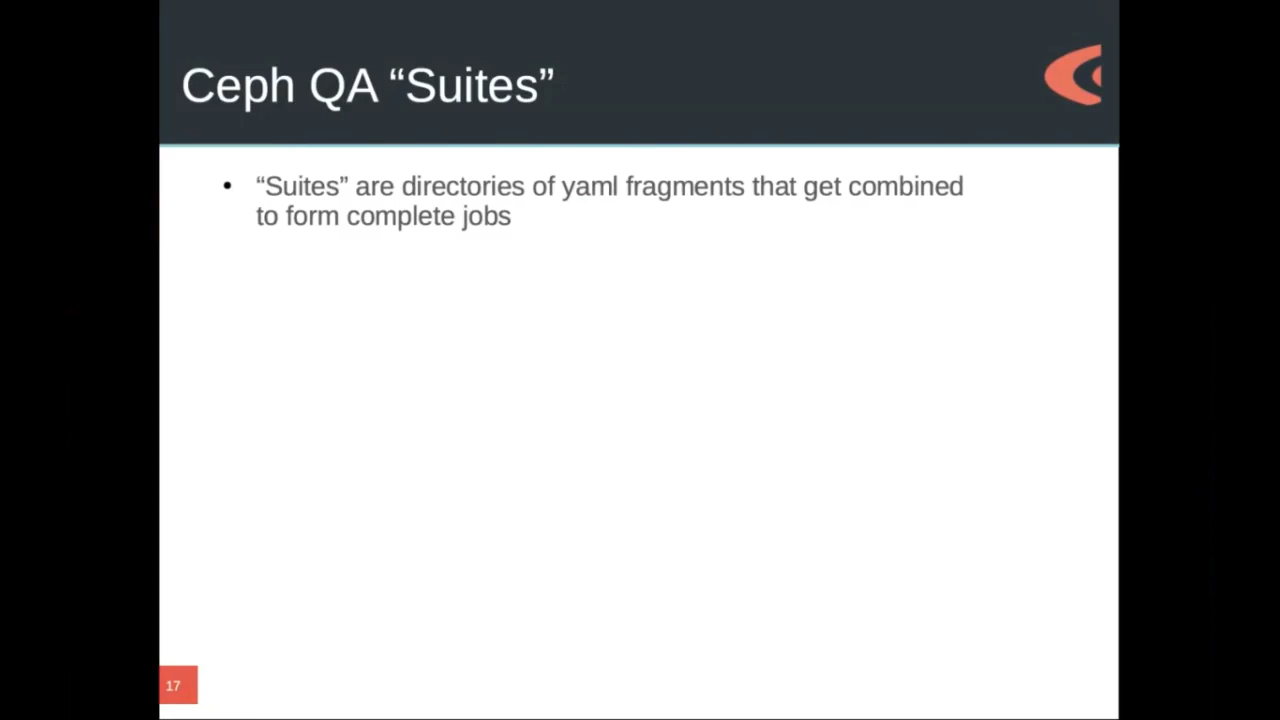 Ceph QA “Suites”
• “Suites” are directories of yaml fragments that get combined
to form complete jobs
17